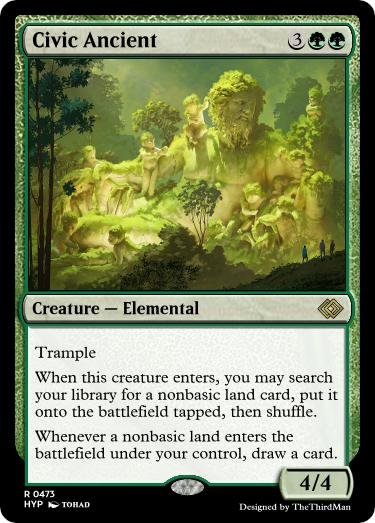 Civic Ancient 3
Creature — Elemental
Trample
When this creature enters, you may search
your library for a nonbasic land card, put it
onto the battlefield tapped, then shuffle.
Whenever a nonbasic land enters the
battlefield under your control, draw a card.
4/4
R 0473
HYP TOHAD
Designed by TheThirdMan